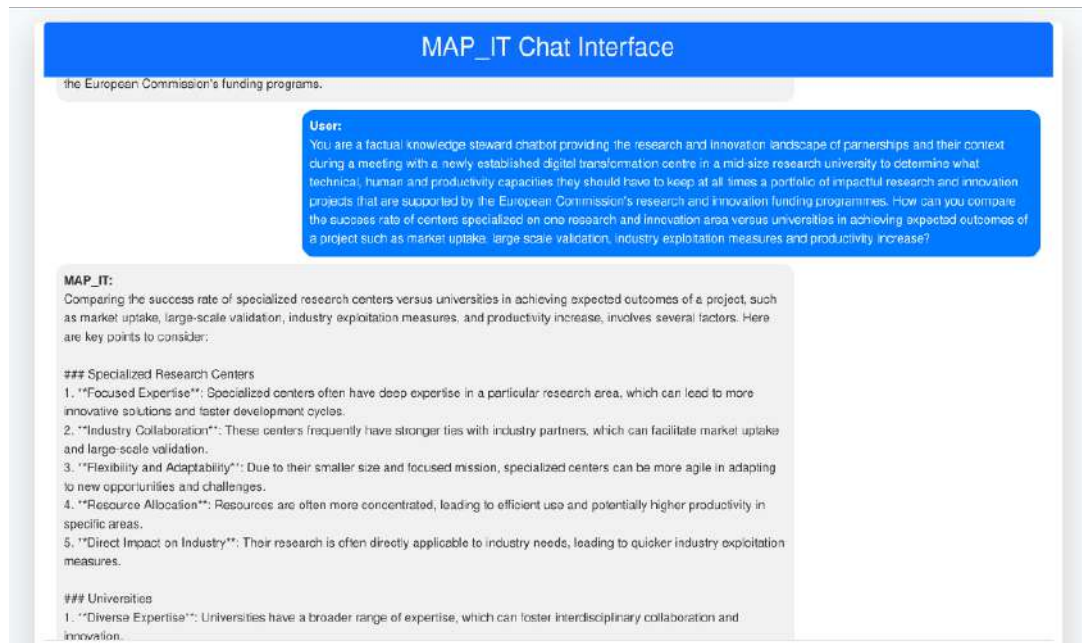 MAP_IT Chat Interface
the European Commission's funding programs.
User:
You are a factual knowledge steward chatbot providing the research and innovation landscape of parnerships and their context
during a meeting with a newly established digital transformation centre in a mid-size research university to determine what
technical, human and productivity capacities they should have to keep at all times a portfolio of impactful research and innovation
projects that are supported by the European Commission's research and innovation funding programmes. How can you compare
the success rate of centers specialized on one research and innovation area versus universities in achieving expected outcomes of
a project such as market uptake, large scale validation, industry exploitation measures and productivity increase?
MAP_IT:
Comparing the success rate of specialized research centers versus universities in achieving expected outcomes of a project, such
as market uptake, large-scale validation, industry exploitation measures, and productivity increase, involves several factors. Here
are key points to consider:
### Specialized Research Centers
1. **Focused Expertise**: Specialized centers often have deep expertise in a particular research area, which can lead to more
innovative solutions and faster development cycles.
2. **Industry Collaboration**: These centers frequently have stronger ties with industry partners, which can facilitate market uptake
and large-scale validation.
3. **Flexibility and Adaptability**: Due to their smaller size and focused mission, specialized centers can be more agile in adapting
to new opportunities and challenges.
4. **Resource Allocation**: Resources are often more concentrated, leading to efficient use and potentially higher productivity in
specific areas.
5. **Direct Impact on Industry**: Their research is often directly applicable to industry needs, leading to quicker industry exploitation
measures.
### Universities
1. **Diverse Expertise**: Universities have a broader range of expertise, which can foster interdisciplinary collaboration and
innovation.